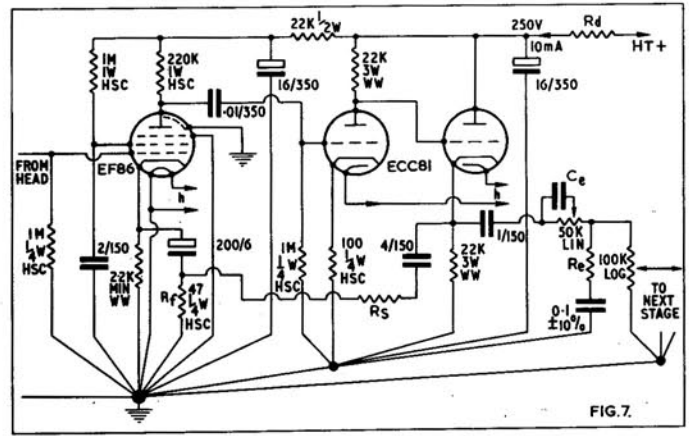 22K ½W
250V
10mA
Rd
HT+
1M
1W
HSC
220K
1W
HSC
16/350
22K
3W
WW
16/350
.01/350
FROM
HEAD
EF86
ECC81
h
h
Ce
50K
LIN
1M
¼W
HSC
2/150
22K
MIN
WW
200/6
Rf
47
¼W
HSC
1M
¼
HSC
100
¼W
HSC
4/150
Rs
22K
3W
WW
1/150
Re
100K
LOG
0·1
±10%
TO
NEXT
STAGE
FIG.7.